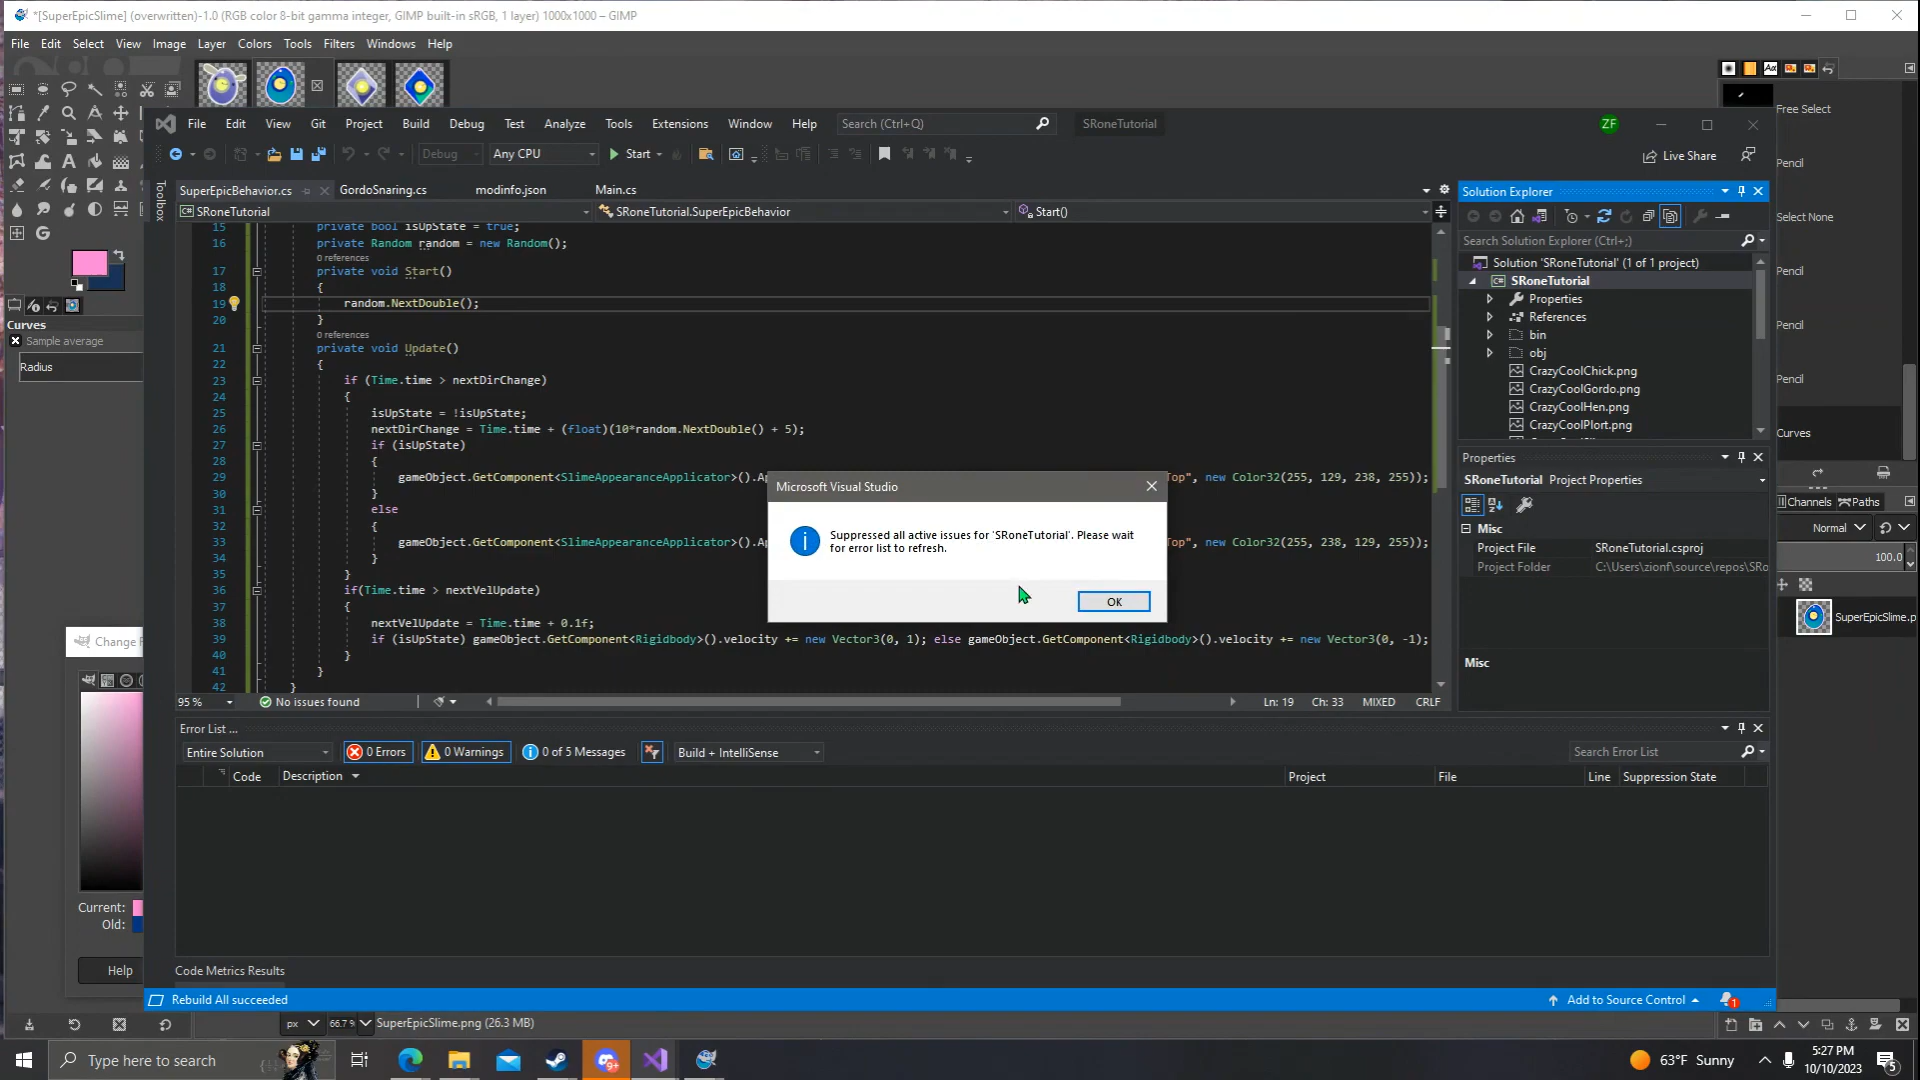 *[SuperEpicSlime] (overwritten)-1.0 (RGB color 8-bit gamma integer, GIMP built-in sRGB, 1 layer) 1000x1000 – GIMP
File Edit Select View Image Layer Colors Tools Filters Windows Help
File Edit View Git Project Build Debug Test Analyze Tools Extensions Window Help Search (Ctrl+Q) SRoneTutorial ZF
Debug Any CPU Start Live Share
Toolbox
SuperEpicBehavior.cs GordoSnaring.cs modinfo.json Main.cs
SRoneTutorial SRoneTutorial.SuperEpicBehavior Start()
15 private bool isUpState = true;
16 private Random random = new Random();
0 references
17 private void Start()
18 {
19 random.NextDouble();
20 }
0 references
21 private void Update()
22 {
23 if (Time.time > nextDirChange)
24 {
25 isUpState = !isUpState;
26 nextDirChange = Time.time + (float)(10*random.NextDouble() + 5);
27 if (isUpState)
28 {
29 gameObject.GetComponent<SlimeAppearanceApplicator>().Ap op", new Color32(255, 129, 238, 255));
30 }
31 else
32 {
33 gameObject.GetComponent<SlimeAppearanceApplicator>().Ap op", new Color32(255, 238, 129, 255));
34 }
35 }
36 if(Time.time > nextVelUpdate)
37 {
38 nextVelUpdate = Time.time + 0.1f;
39 if (isUpState) gameObject.GetComponent<Rigidbody>().velocity += new Vector3(0, 1); else gameObject.GetComponent<Rigidbody>().velocity += new Vector3(0, -1);
40 }
41 }
42 }
95 % No issues found Ln: 19 Ch: 33 MIXED CRLF
Microsoft Visual Studio
Suppressed all active issues for 'SRoneTutorial'. Please wait
for error list to refresh.
OK
Error List ...
Entire Solution 0 Errors 0 Warnings 0 of 5 Messages Build + IntelliSense Search Error List
Code Description Project File Line Suppression State
Code Metrics Results
Rebuild All succeeded Add to Source Control 1
Solution Explorer
Search Solution Explorer (Ctrl+;)
Solution 'SRoneTutorial' (1 of 1 project)
SRoneTutorial
Properties
References
bin
obj
CrazyCoolChick.png
CrazyCoolGordo.png
CrazyCoolHen.png
CrazyCoolPlort.png
Properties
SRoneTutorial Project Properties
Misc
Project File SRoneTutorial.csproj
Project Folder C:\Users\zionf\source\repos\SRo
Misc
Free Select
Pencil
Select None
Pencil
Pencil
Pencil
Curves
Channels Paths
Normal
100.0
SuperEpicSlime.p
Curves
Sample average
Radius
Change
Current:
Old:
Help
px 66.7 % SuperEpicSlime.png (26.3 MB)
Type here to search
9+
63°F Sunny
5:27 PM
10/10/2023
5